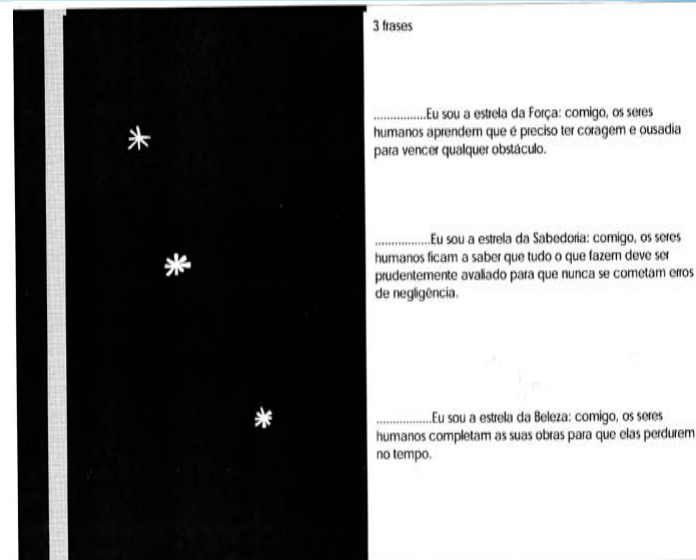 3 frases
................Eu sou a estrela da Força: comigo, os seres
humanos aprendem que é preciso ter coragem e ousadia
para vencer qualquer obstáculo.
................Eu sou a estrela da Sabedoria: comigo, os seres
humanos ficam a saber que tudo o que fazem deve ser
prudentemente avaliado para que nunca se cometam erros
de negligência.
................Eu sou a estrela da Beleza: comigo, os seres
humanos completam as suas obras para que elas perdurem
no tempo.